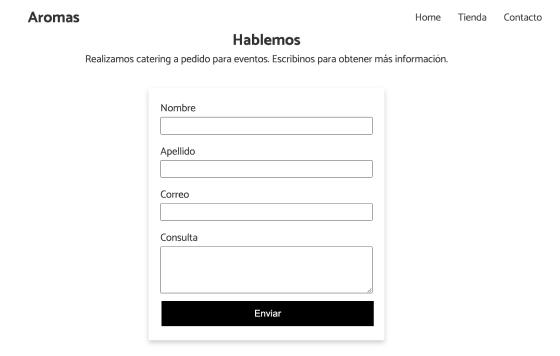 Aromas
Home Tienda Contacto
Hablemos
Realizamos catering a pedido para eventos. Escribinos para obtener más información.
Nombre
Apellido
Correo
Consulta
Enviar